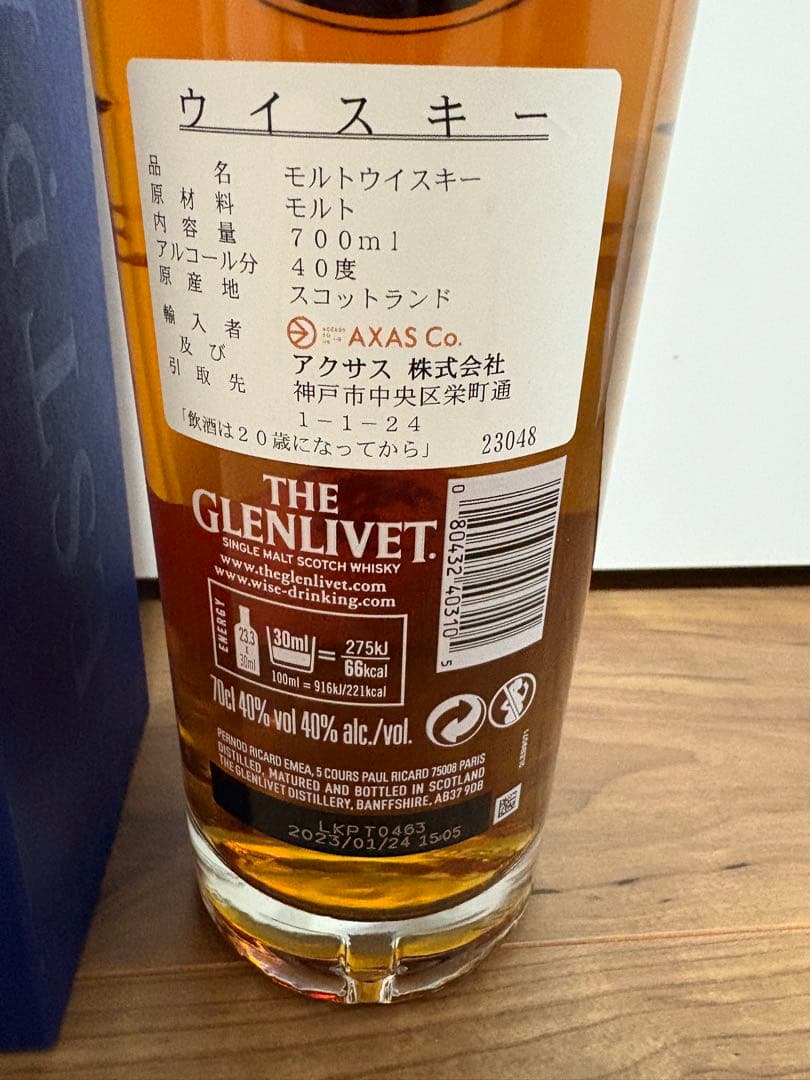 ウイスキー
品名 モルトウイスキー
原材料 モルト
内容量 700ml
アルコール分 40度
原産地 スコットランド
輸入者及び引取先 AXAS Co.
アクサス 株式会社
神戸市中央区栄町通
1-1-24
「飲酒は20歳になってから」 23048
THE
GLENLIVET.
SINGLE MALT SCOTCH WHISKY
www.theglenlivet.com
www.wise-drinking.com
ENERGY
23.3 x 30ml
30ml = 275kJ
66kcal
100ml = 916kJ/221kcal
70cl 40% vol 40% alc./vol.
0 80432 40310 5
PERNOD RICARD EMEA, 5 COURS PAUL RICARD 75008 PARIS
DISTILLED, MATURED AND BOTTLED IN SCOTLAND
THE GLENLIVET DISTILLERY, BANFFSHIRE, AB37 9DB
LKPT0463
2023/01/24 15:05